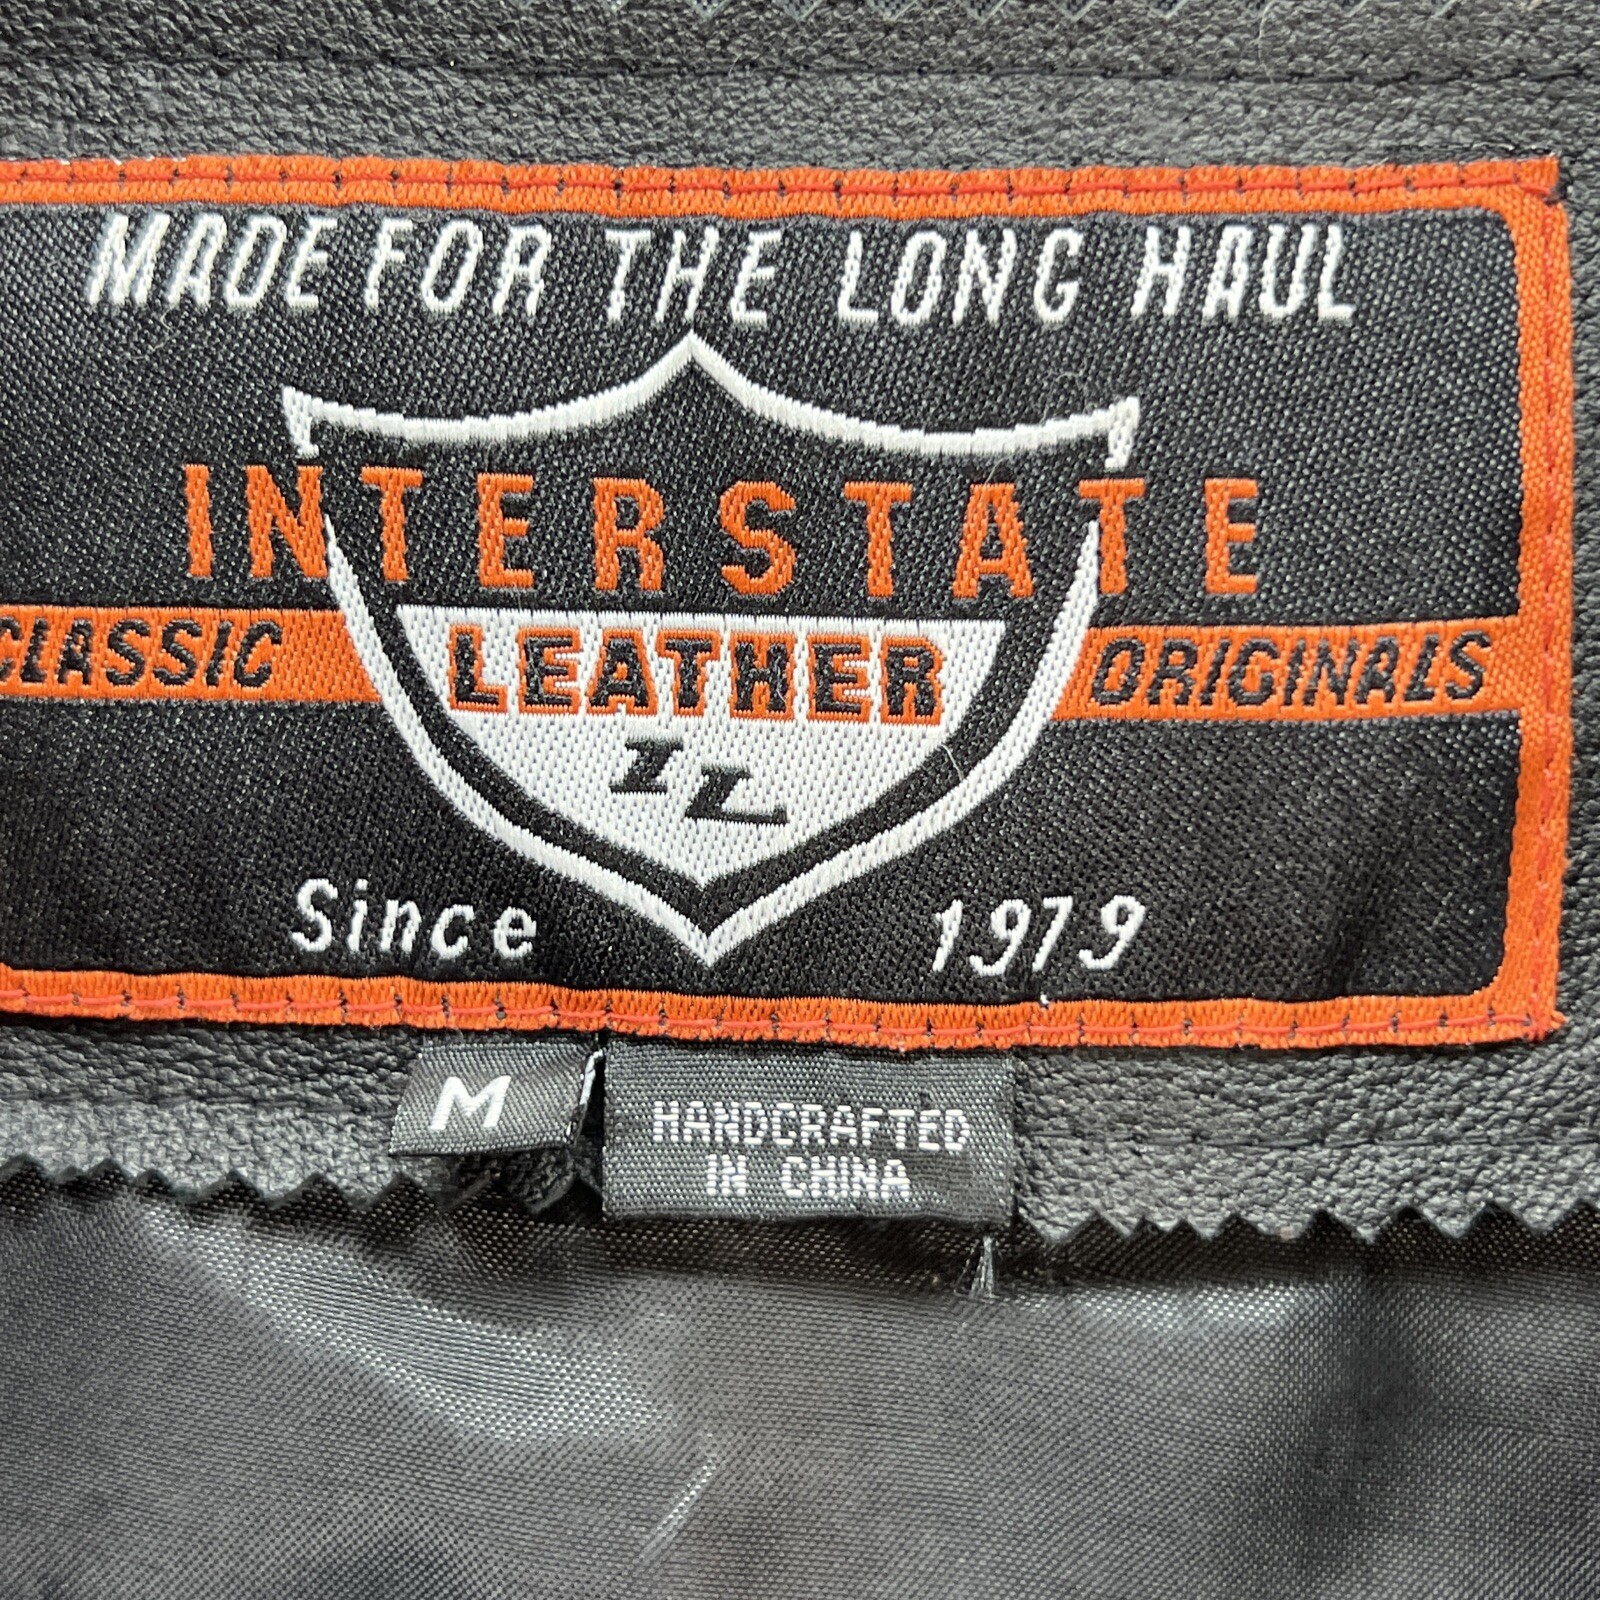 MADE FOR THE LONG HAUL
INTERSTATE
CLASSIC LEATHER ORIGINALS
IL
Since 1979
M
HANDCRAFTED
IN CHINA